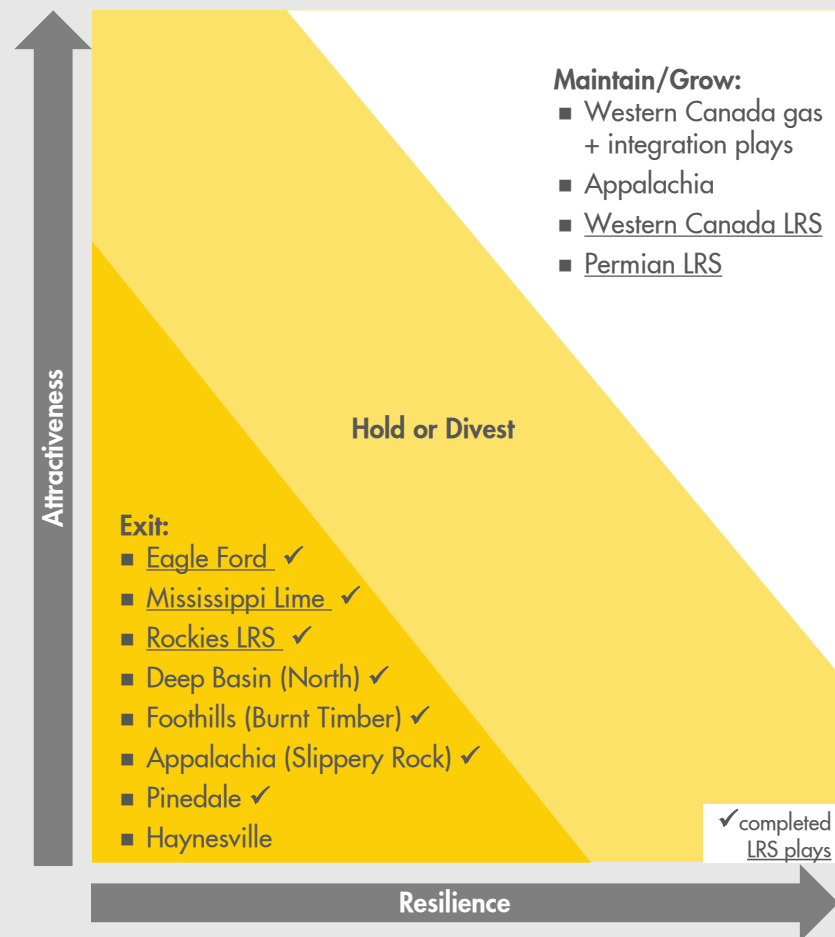 Attractiveness
Maintain/Grow:
■ Western Canada gas
+ integration plays
■ Appalachia
■ Western Canada LRS
■ Permian LRS
Hold or Divest
Exit:
■ Eagle Ford ✓
■ Mississippi Lime ✓
■ Rockies LRS ✓
■ Deep Basin (North) ✓
■ Foothills (Burnt Timber) ✓
■ Appalachia (Slippery Rock) ✓
■ Pinedale ✓
■ Haynesville
✓completed
LRS plays
Resilience